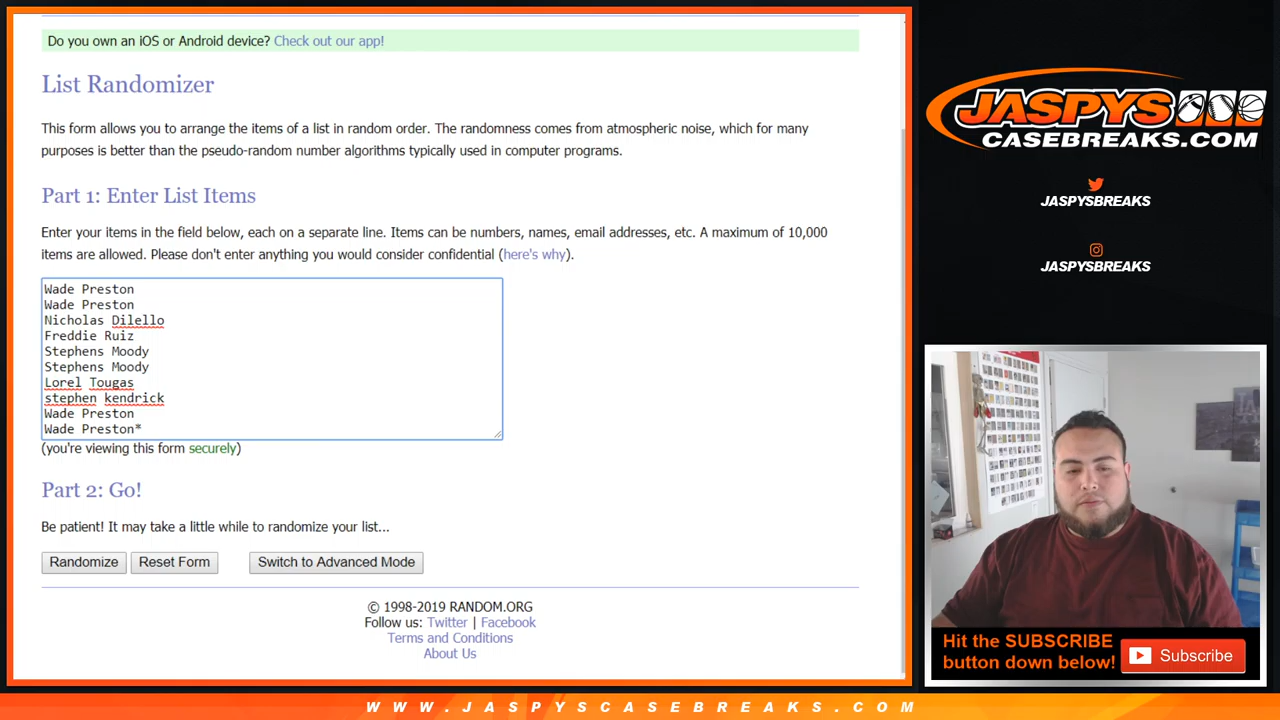 Do you own an iOS or Android device? Check out our app!
List Randomizer
This form allows you to arrange the items of a list in random order. The randomness comes from atmospheric noise, which for many
purposes is better than the pseudo-random number algorithms typically used in computer programs.
Part 1: Enter List Items
Enter your items in the field below, each on a separate line. Items can be numbers, names, email addresses, etc. A maximum of 10,000
items are allowed. Please don't enter anything you would consider confidential (here's why).
Wade Preston
Wade Preston
Nicholas Dilello
Freddie Ruiz
Stephens Moody
Stephens Moody
Lorel Tougas
stephen kendrick
Wade Preston
Wade Preston*
(you're viewing this form securely)
Part 2: Go!
Be patient! It may take a little while to randomize your list...
Randomize
Reset Form
Switch to Advanced Mode
© 1998-2019 RANDOM.ORG
Follow us: Twitter | Facebook
Terms and Conditions
About Us
JASPYS
CASEBREAKS.COM
JASPYSBREAKS
JASPYSBREAKS
Hit the SUBSCRIBE
button down below!
Subscribe
WWW.JASPYSCASEBREAKS.COM